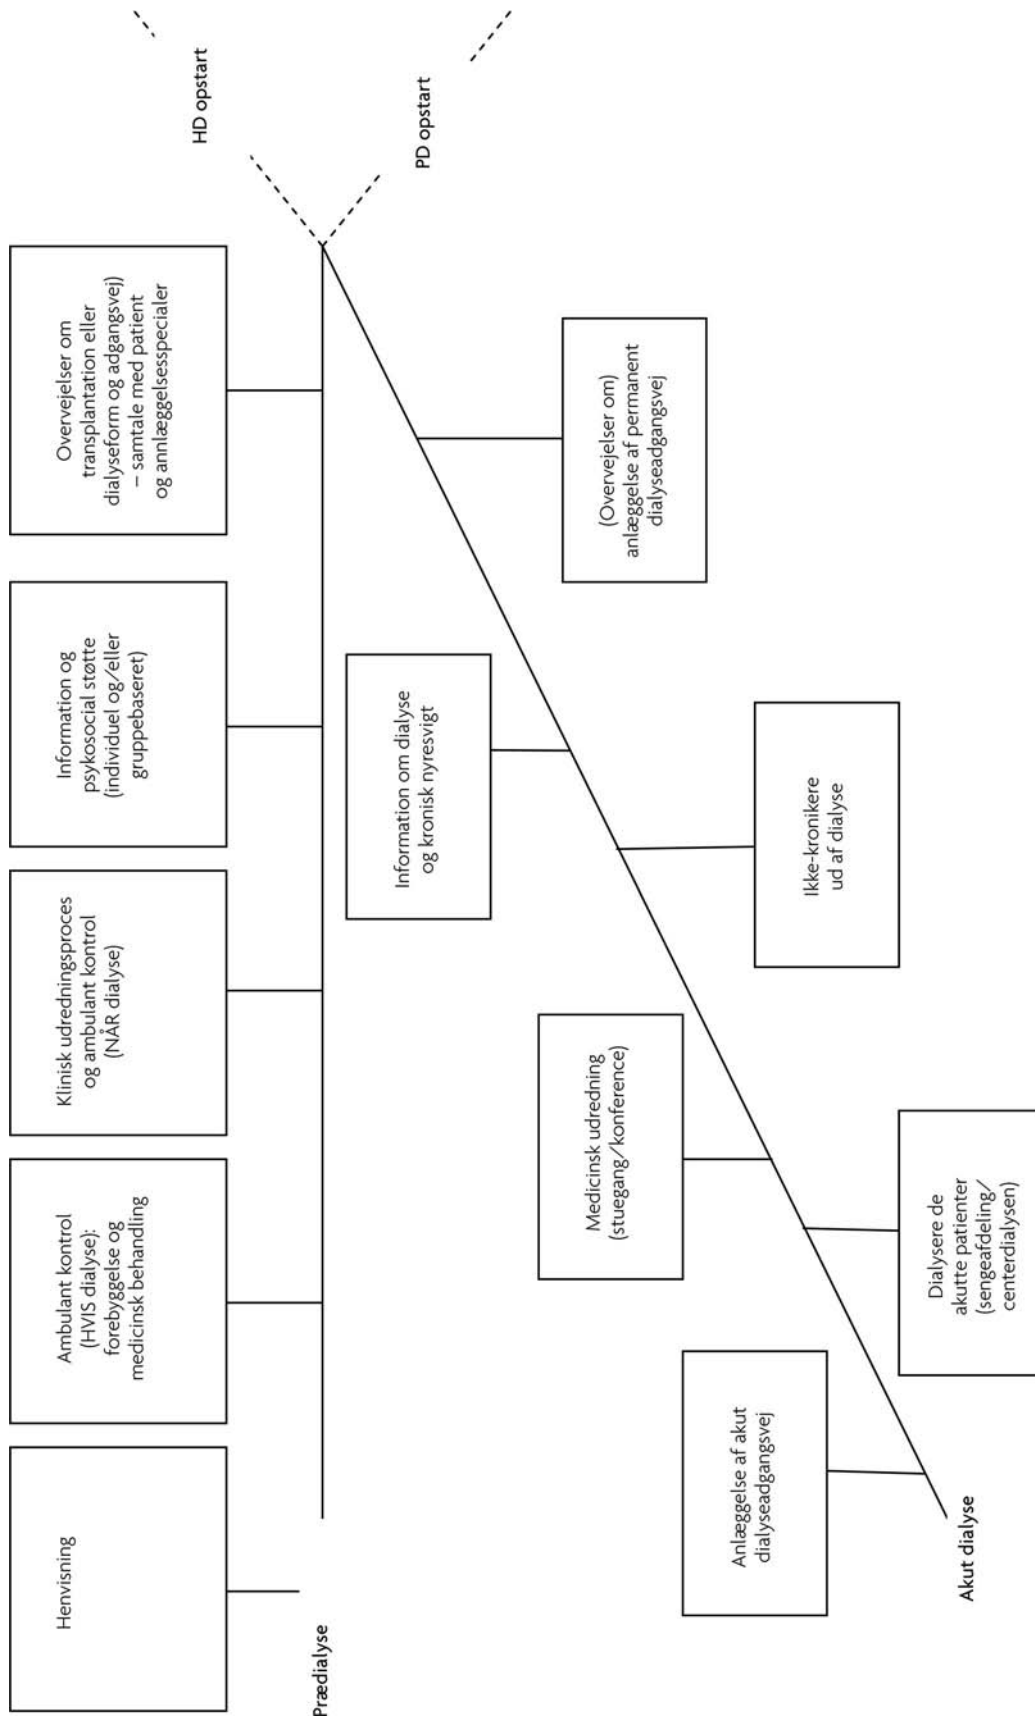 Henvisning
Ambulant kontrol
(HVIS dialyse):
forebyggelse og
medicinsk behandling
Klinisk udredningsproces
og ambulant kontrol
(NÅR dialyse)
Information og
psykosocial støtte
(individuel og/eller
gruppebaseret)
Overvejelser om
transplantation eller
dialyseform og adgangsvej)
– samtale med patient
og annlæggelsesspecialer
Prædialyse
HD opstart
PD opstart
Anlæggelse af akut
dialyseadgangsvej
Medicinsk udredning
(stuegang/konference)
Information om dialyse
og kronisk nyresvigt
Dialysere de
akutte patienter
(sengeafdeling/
centerdialysen)
Ikke-kronikere
ud af dialyse
(Overvejelser om)
anlæggelse af permanent
dialyseadgangsvej
Akut dialyse